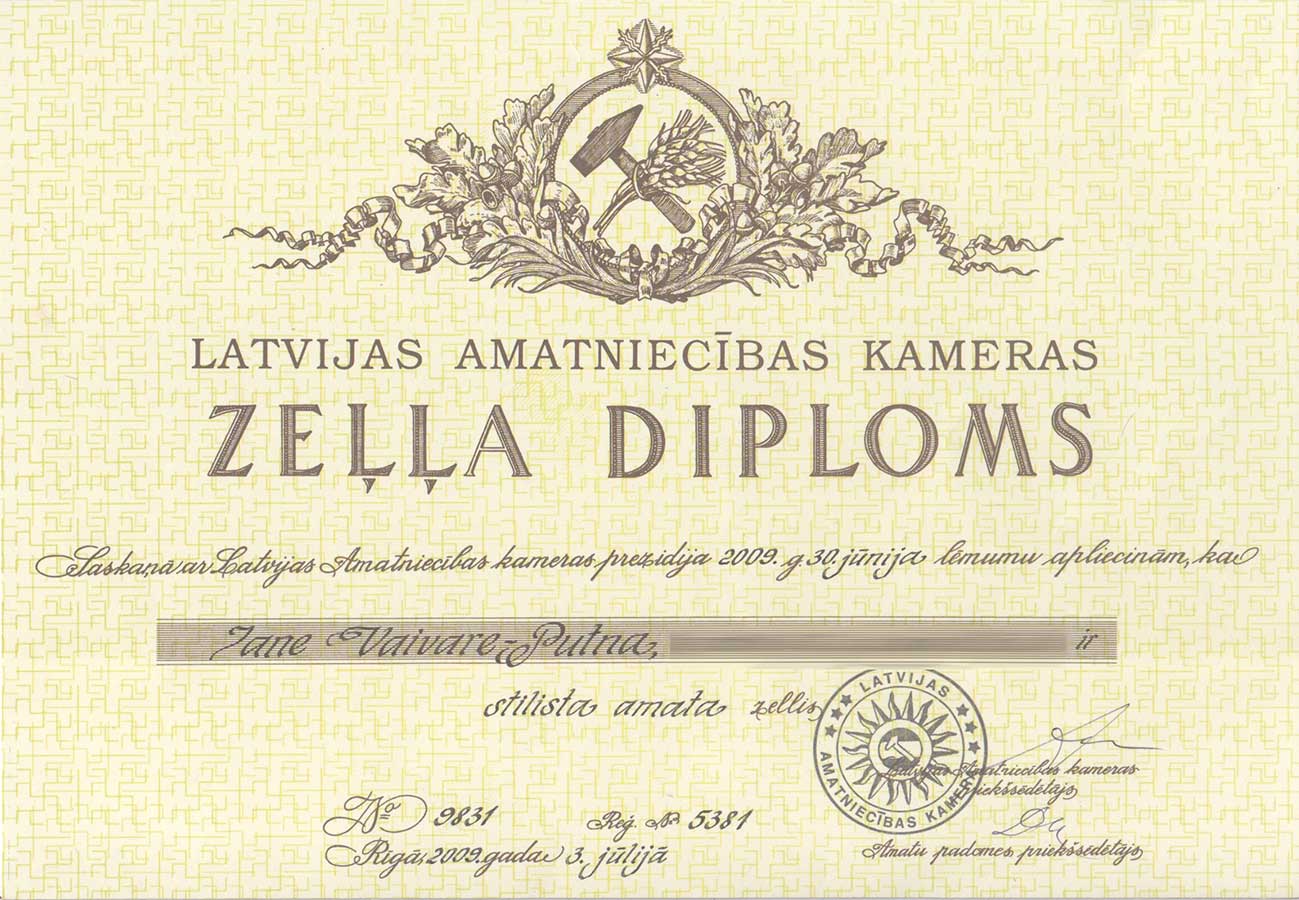 LATVIJAS AMATNIECĪBAS KAMERAS
ZEĻĻA DIPLOMS
Saskaņā ar Latvijas Amatniecības kameras prezidija 2009. g. 30. jūnija lēmumu apliecinām, ka
Zane Vaivare-Putna, ir
stilista amata zellis
LATVIJAS
AMATNIECĪBAS KAMERA
Latvijas Amatniecības kameras
priekšsēdētājs
№ 9831 Reģ. № 5381
Rīgā, 2009. gada 3. jūlijā
Amatu padomes priekšsēdētājs